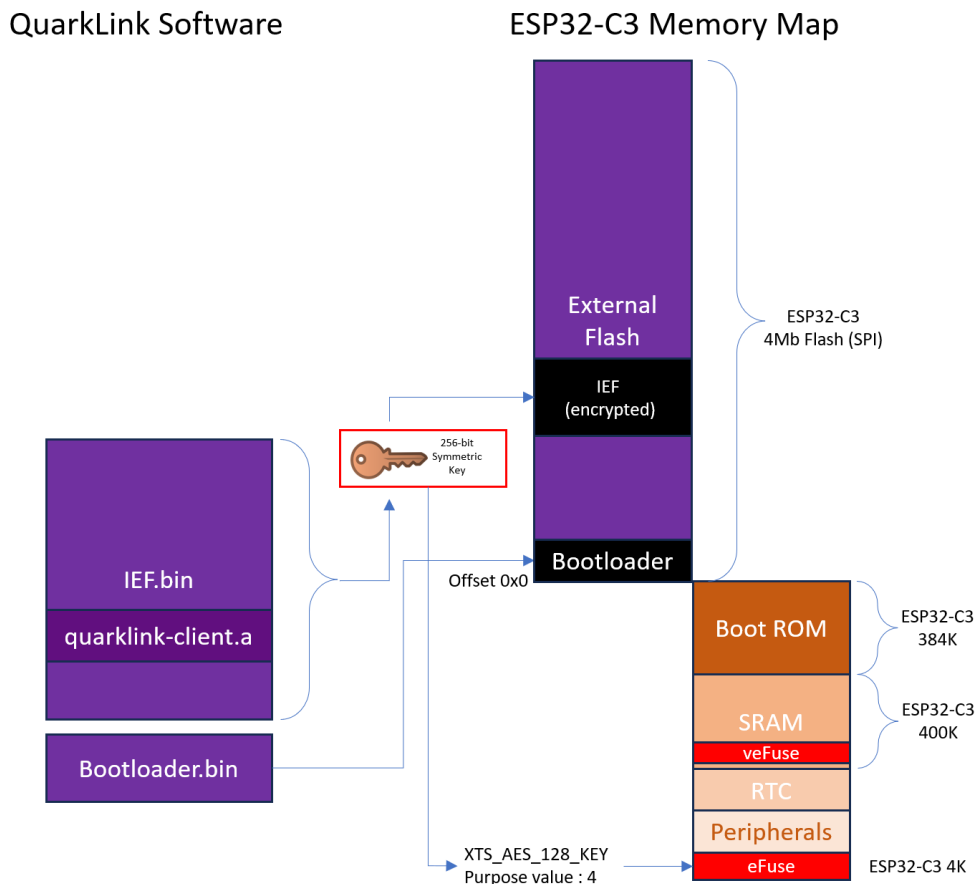 QuarkLink Software
ESP32-C3 Memory Map
External
Flash
ESP32-C3
4Mb Flash (SPI)
IEF
(encrypted)
256-bit
Symmetric
Key
IEF.bin
quarklink-client.a
Bootloader.bin
Bootloader
Offset 0x0
Boot ROM
ESP32-C3
384K
SRAM
ESP32-C3
400K
veFuse
RTC
Peripherals
XTS_AES_128_KEY
Purpose value : 4
eFuse
ESP32-C3 4K